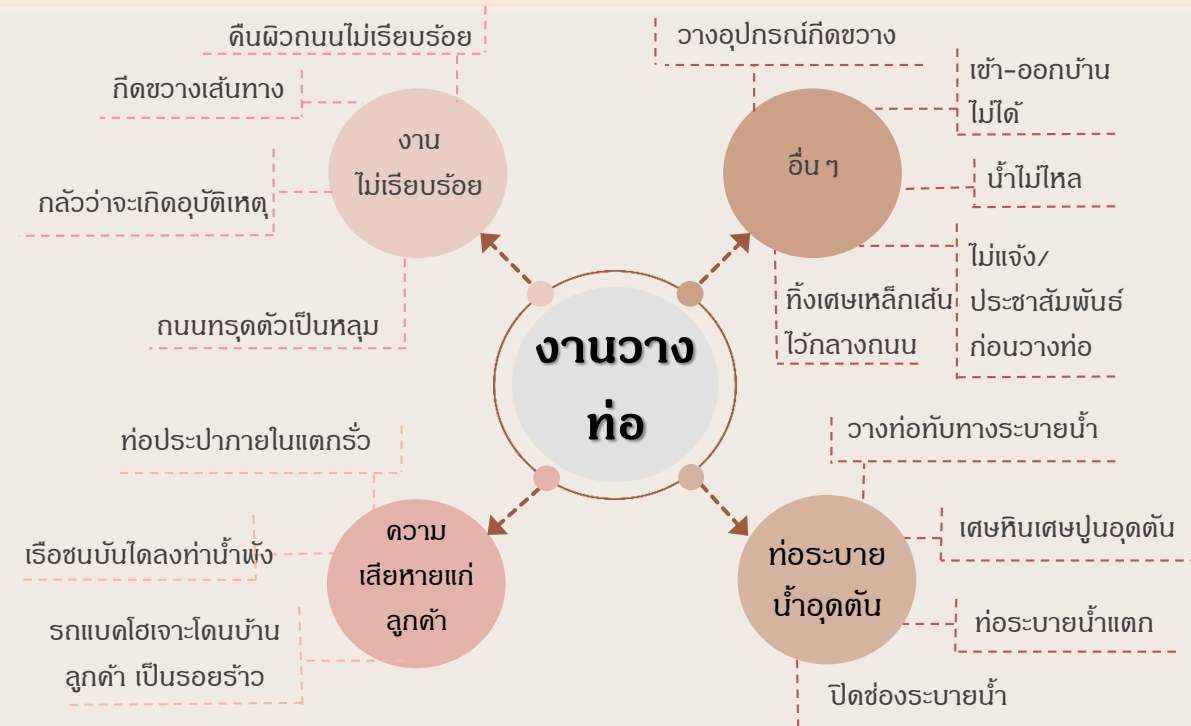 คืนผิวถนนไม่เรียบร้อย
กีดขวางเส้นทาง
งาน
ไม่เรียบร้อย
กลัวว่าจะเกิดอุบัติเหตุ
ถนนทรุดตัวเป็นหลุม
วางอุปกรณ์กีดขวาง
เข้า-ออกบ้าน
ไม่ได้
อื่น ๆ
น้ำไม่ไหล
ไม่แจ้ง/
ประชาสัมพันธ์
ก่อนวางท่อ
ทิ้งเศษเหล็กเส้น
ไว้กลางถนน
งานวาง
ท่อ
ท่อประปาภายในแตกรั่ว
ความ
เสียหายแก่
ลูกค้า
เรือชนบันไดลงท่าน้ำพัง
รถแบคโฮเจาะโดนบ้าน
ลูกค้า เป็นรอยร้าว
วางท่อทับทางระบายน้ำ
เศษหินเศษปูนอุดตัน
ท่อระบาย
น้ำอุดตัน
ท่อระบายน้ำแตก
ปิดช่องระบายน้ำ